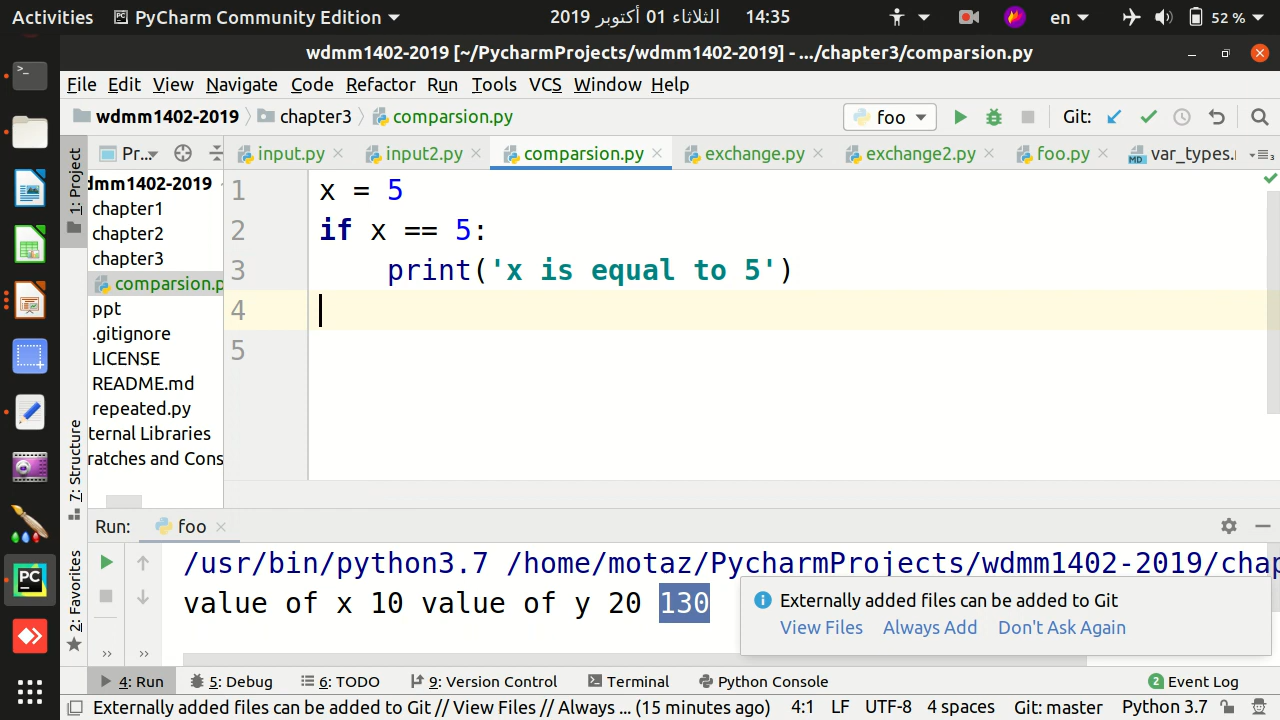 Activities PyCharm Community Edition 2019 الثلاثاء 01 أكتوبر 14:35 en 52 %
wdmm1402-2019 [~/PycharmProjects/wdmm1402-2019] - .../chapter3/comparsion.py
File Edit View Navigate Code Refactor Run Tools VCS Window Help
wdmm1402-2019 chapter3 comparsion.py foo Git:
1: Project
Pr... input.py input2.py comparsion.py exchange.py exchange2.py foo.py var_types.
dmm1402-2019
chapter1
chapter2
chapter3
comparsion.p
ppt
.gitignore
LICENSE
README.md
repeated.py
ternal Libraries
ratches and Cons
1 x = 5
2 if x == 5:
3 print('x is equal to 5')
4
5
7: Structure
2: Favorites
Run: foo
/usr/bin/python3.7 /home/motaz/PycharmProjects/wdmm1402-2019/chap
value of x 10 value of y 20 130
Externally added files can be added to Git
View Files Always Add Don't Ask Again
4: Run 5: Debug 6: TODO 9: Version Control Terminal Python Console 2 Event Log
Externally added files can be added to Git // View Files // Always ... (15 minutes ago) 4:1 LF UTF-8 4 spaces Git: master Python 3.7